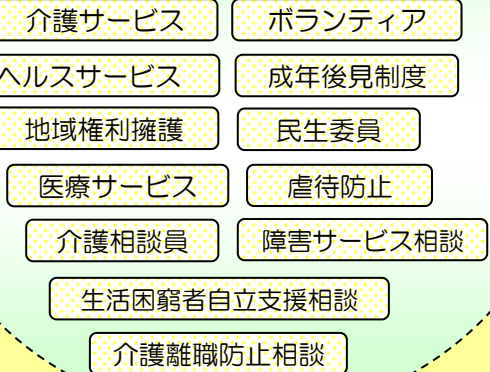 介護サービス
ボランティア
ヘルスサービス
成年後見制度
地域権利擁護
民生委員
医療サービス
虐待防止
介護相談員
障害サービス相談
生活困窮者自立支援相談
介護離職防止相談